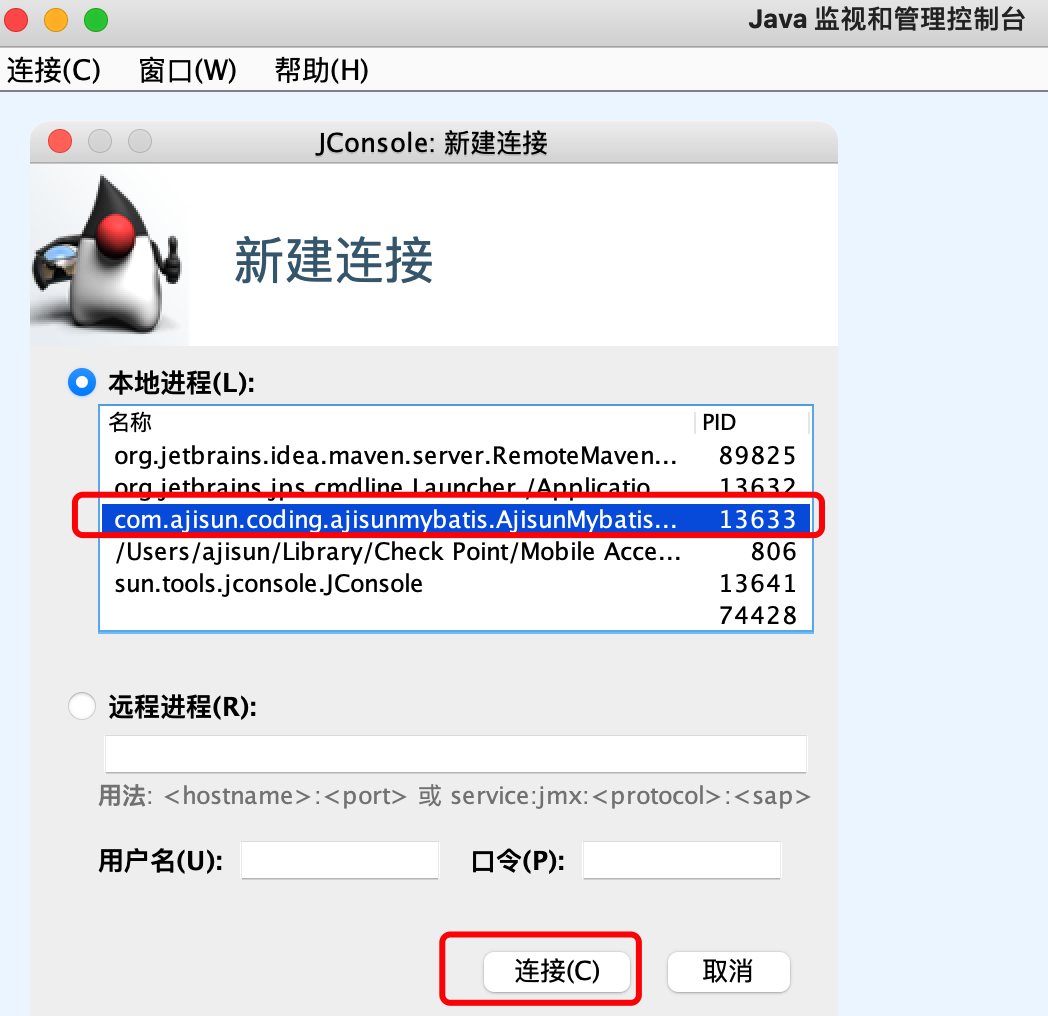 Java 监视和管理控制台
连接(C) 窗口(W) 帮助(H)
JConsole: 新建连接
新建连接
本地进程(L):
名称 PID
org.jetbrains.idea.maven.server.RemoteMaven... 89825
org.jetbrains.jps.cmdline.Launcher /Applicatio... 13632
com.ajisun.coding.ajisunmybatis.AjisunMybatis... 13633
/Users/ajisun/Library/Check Point/Mobile Acce... 806
sun.tools.jconsole.JConsole 13641
74428
远程进程(R):
用法: <hostname>:<port> 或 service:jmx:<protocol>:<sap>
用户名(U): 口令(P):
连接(C) 取消